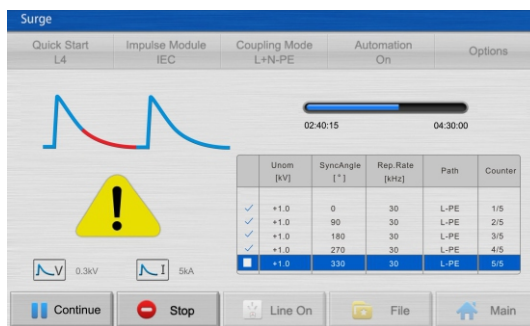 Surge
Quick Start
L4
Impulse Module
IEC
Coupling Mode
L+N-PE
Automation
On
Options
02:40:15
04:30:00
Unom
[kV]
SyncAngle
[°]
Rep.Rate
[kHz]
Path
Counter
+1.0 0 30 L-PE 1/5
+1.0 90 30 L-PE 2/5
+1.0 180 30 L-PE 3/5
+1.0 270 30 L-PE 4/5
+1.0 330 30 L-PE 5/5
!
V 0.3kV
I 5kA
Continue
Stop
Line On
File
Main